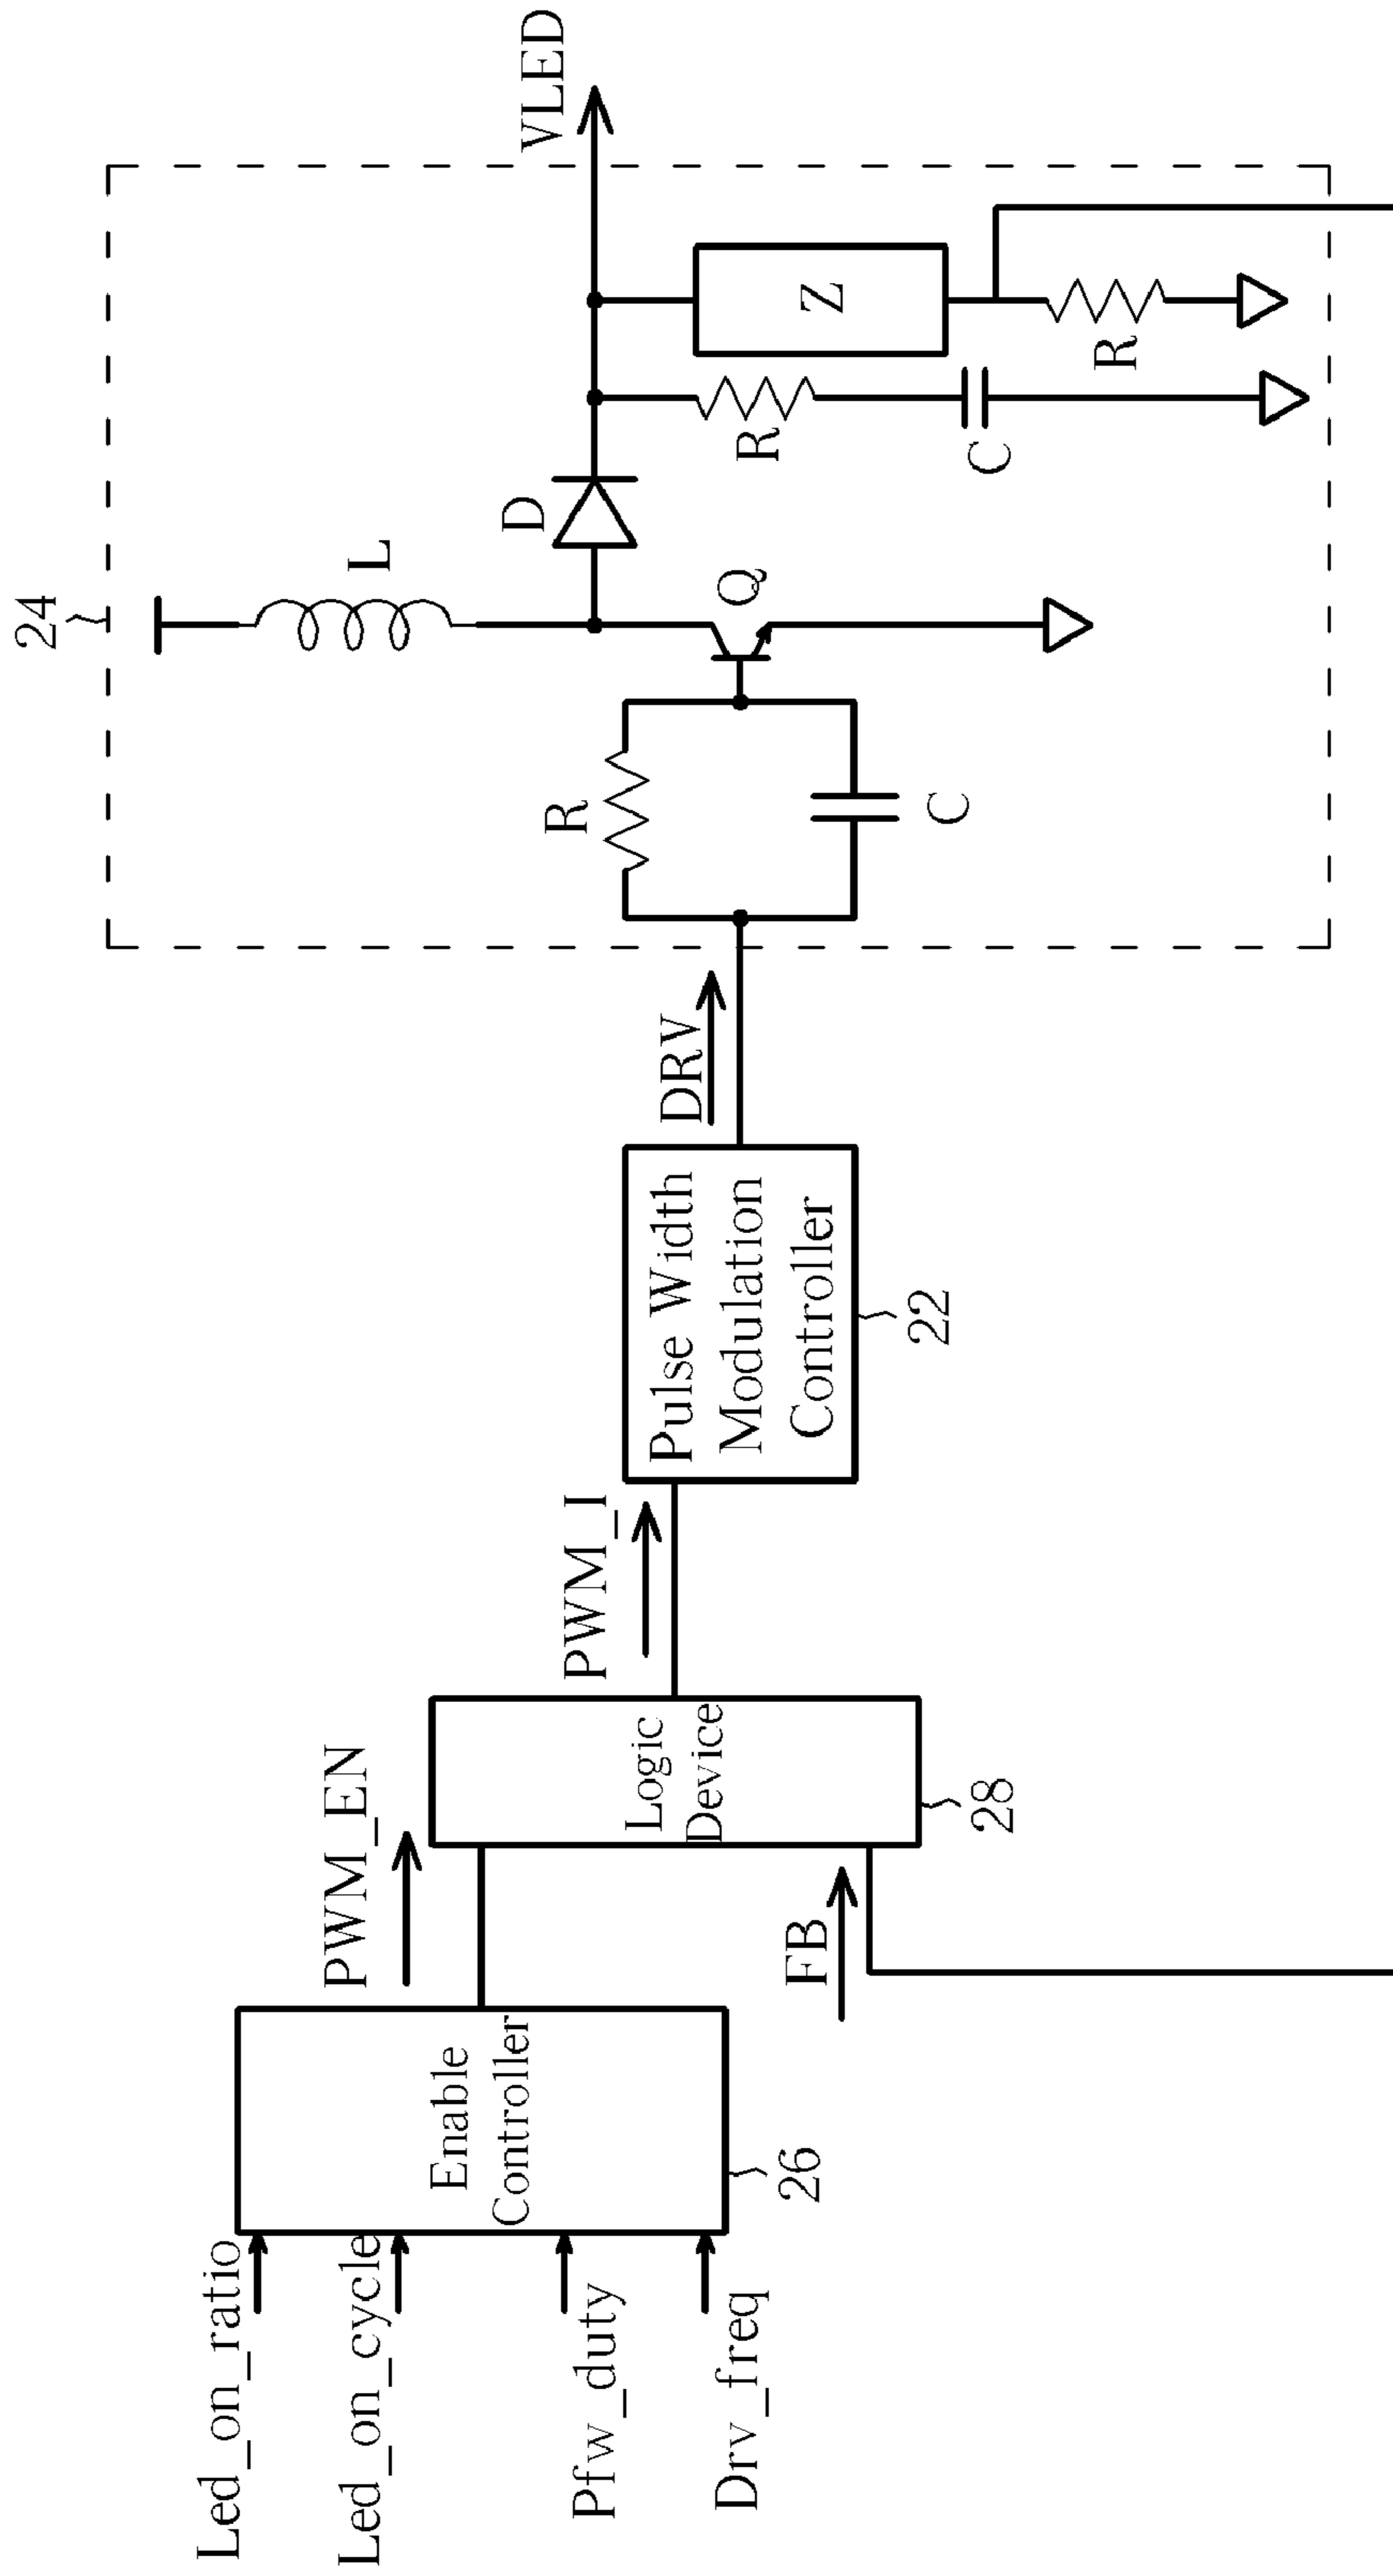 Led_on_ratio
Led_on_cycle
Pfw_duty
Drv_freq
Enable
Controller
26
PWM_EN
FB
Logic
Device
28
PWM_I
Pulse Width
Modulation
Controller
22
DRV
24
R
C
L
Q
D
R
C
Z
R
VLED